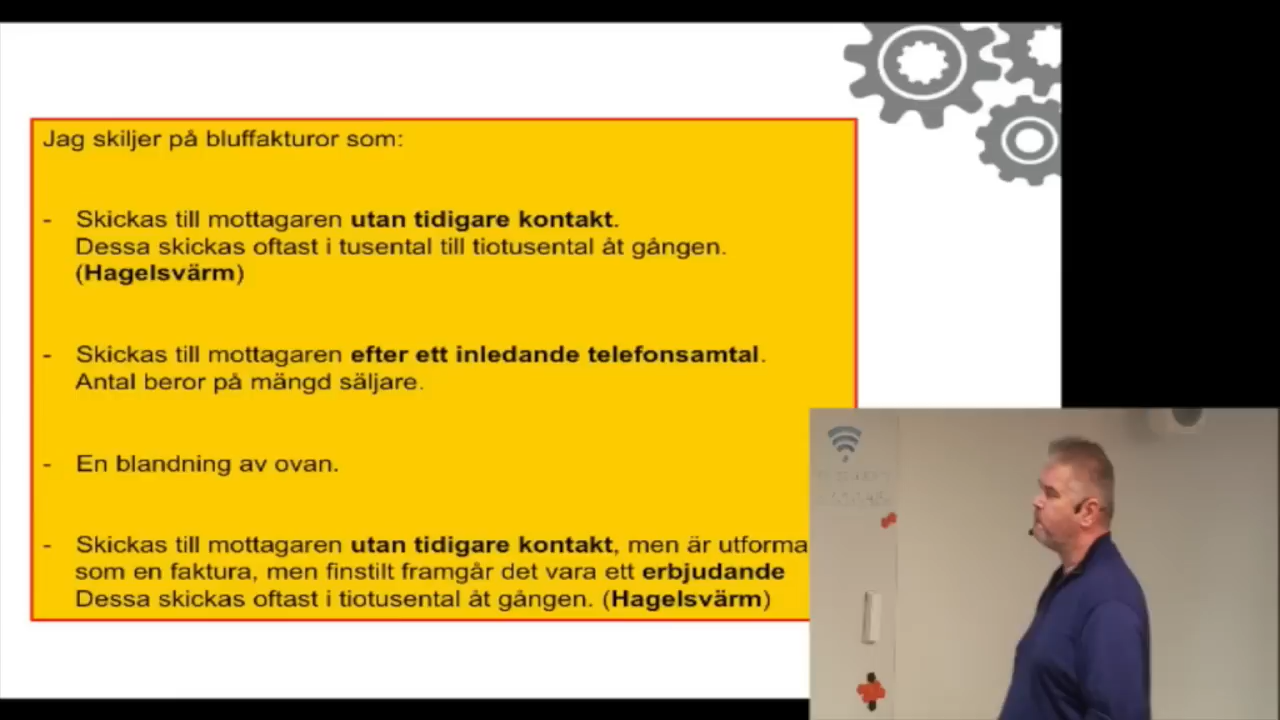 Jag skiljer på bluffakturor som:
- Skickas till mottagaren utan tidigare kontakt.
Dessa skickas oftast i tusental till tiotusental åt gången.
(Hagelsvärm)
- Skickas till mottagaren efter ett inledande telefonsamtal.
Antal beror på mängd säljare.
- En blandning av ovan.
- Skickas till mottagaren utan tidigare kontakt, men är utforma
som en faktura, men finstilt framgår det vara ett erbjudande
Dessa skickas oftast i tiotusental åt gången. (Hagelsvärm)